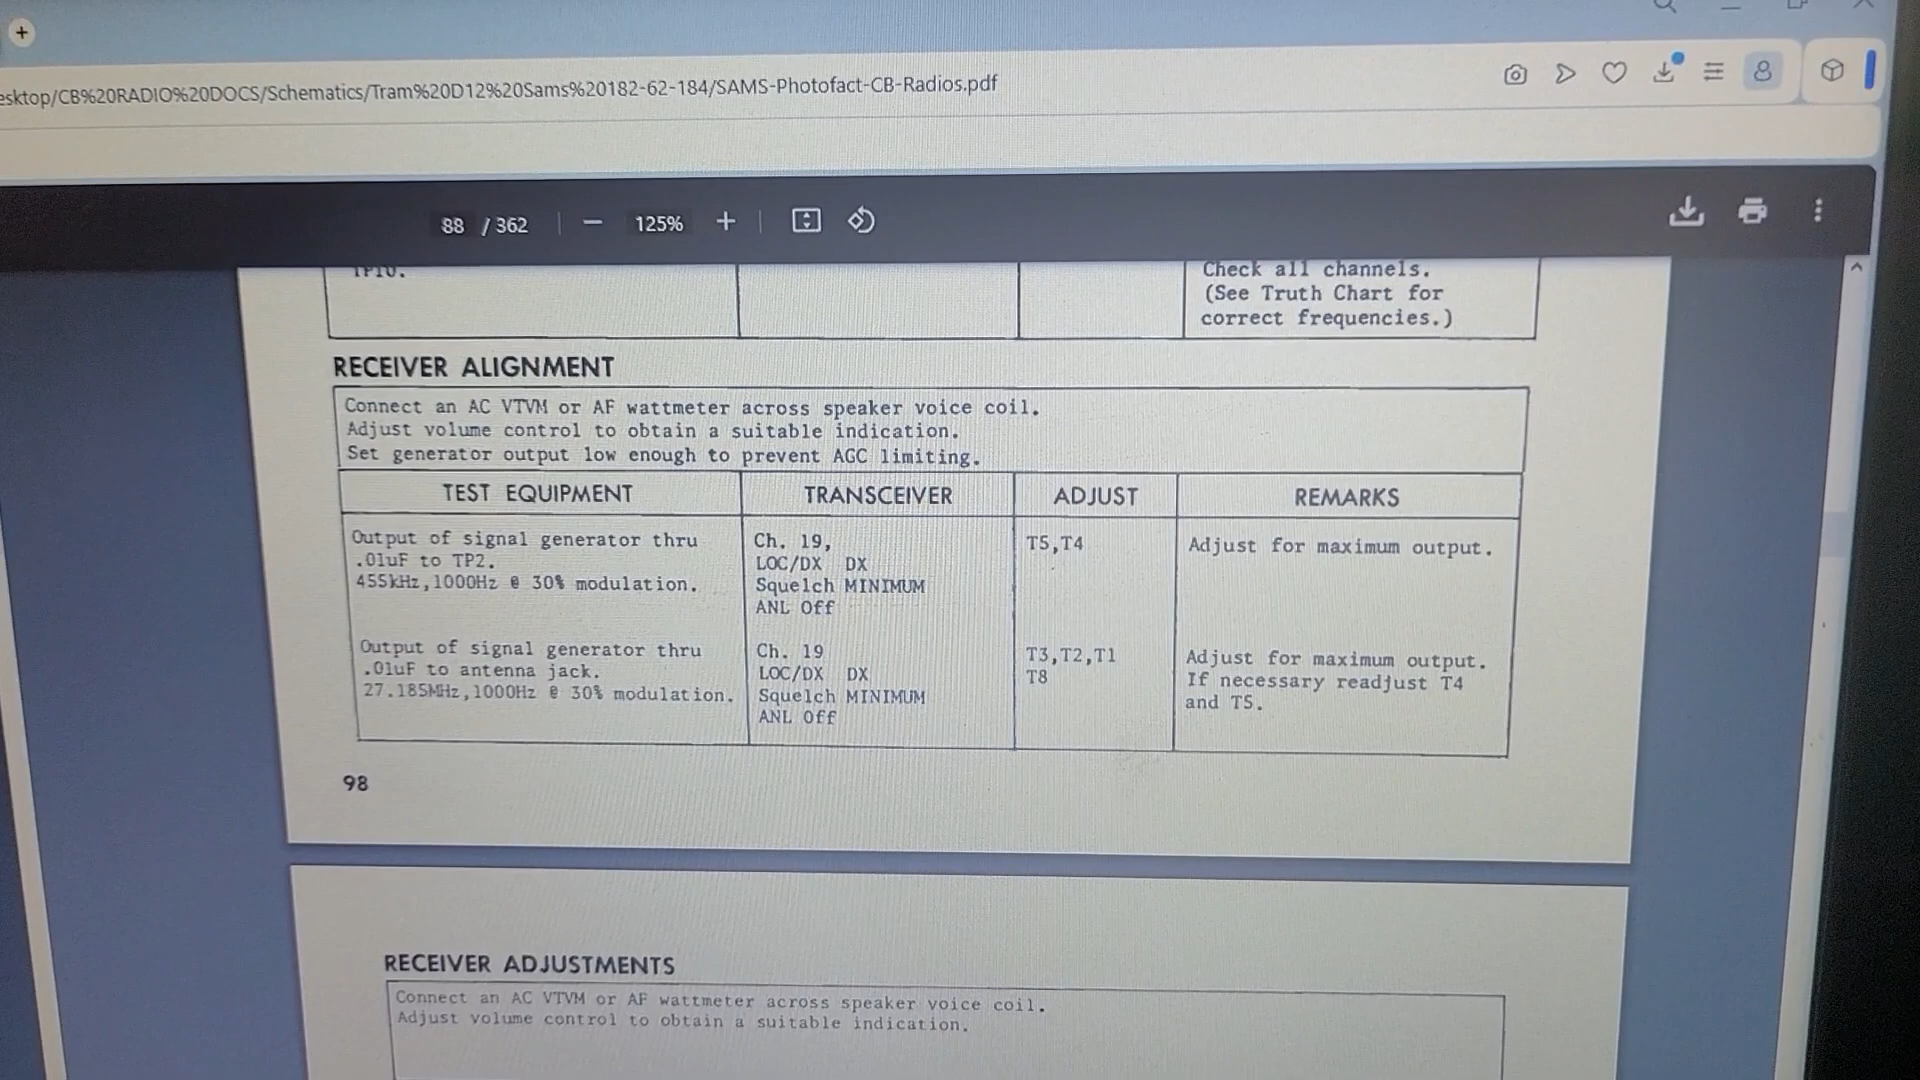 +
esktop/CB%20RADIO%20DOCS/Schematics/Tram%20D12%20Sams%20182-62-184/SAMS-Photofact-CB-Radios.pdf
88 / 362 − 125% +
TP10.
Check all channels.
(See Truth Chart for
correct frequencies.)
RECEIVER ALIGNMENT
Connect an AC VTVM or AF wattmeter across speaker voice coil.
Adjust volume control to obtain a suitable indication.
Set generator output low enough to prevent AGC limiting.
TEST EQUIPMENT TRANSCEIVER ADJUST REMARKS
Output of signal generator thru
.01uF to TP2.
455kHz,1000Hz @ 30% modulation.
Ch. 19,
LOC/DX DX
Squelch MINIMUM
ANL Off
T5,T4
Adjust for maximum output.
Output of signal generator thru
.01uF to antenna jack.
27.185MHz,1000Hz @ 30% modulation.
Ch. 19
LOC/DX DX
Squelch MINIMUM
ANL Off
T3,T2,T1
T8
Adjust for maximum output.
If necessary readjust T4
and T5.
98
RECEIVER ADJUSTMENTS
Connect an AC VTVM or AF wattmeter across speaker voice coil.
Adjust volume control to obtain a suitable indication.